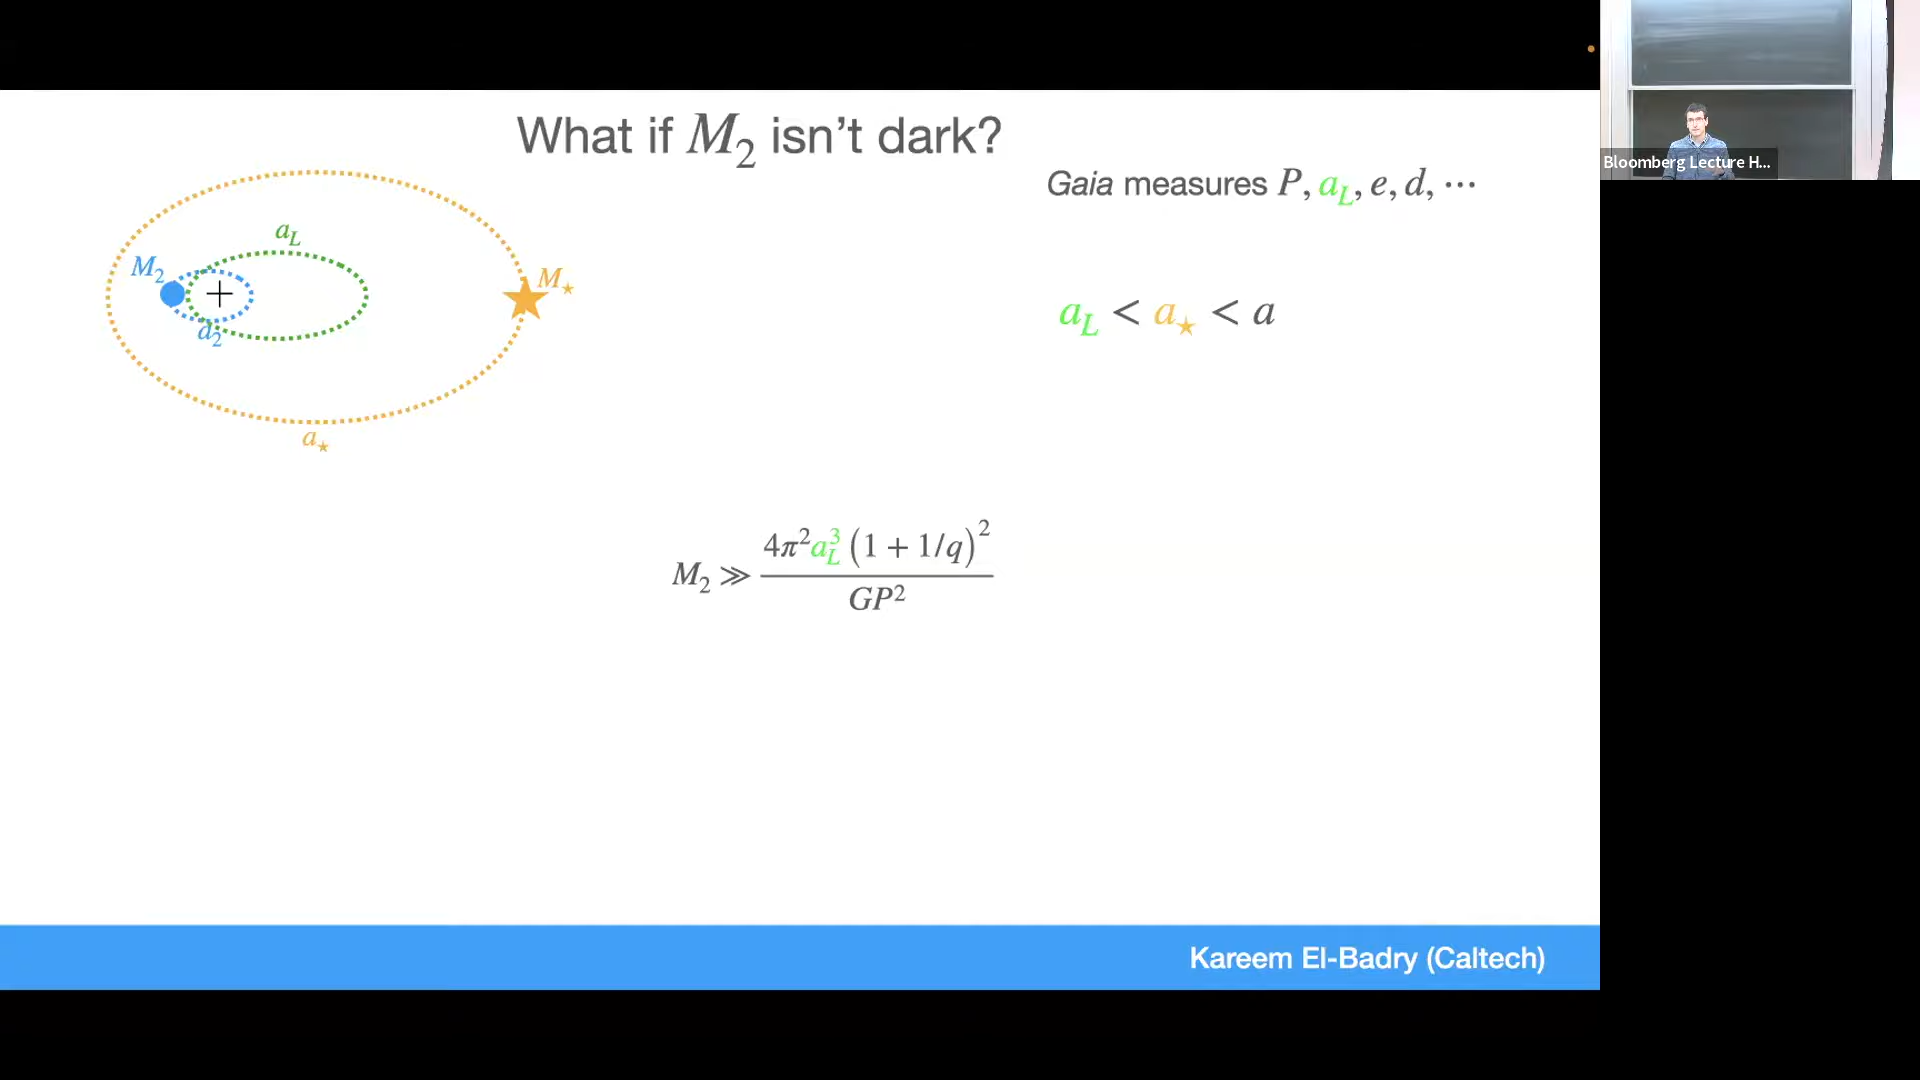 What if M₂ isn't dark?
Gaia measures P, a_L, e, d, ⋯
a_L
M₂
M⋆
a₂
a_L < a⋆ < a
a⋆
M₂ ≫ 4π²a_L³ (1 + 1/q)² / GP²
Kareem El-Badry (Caltech)
Bloomberg Lecture H...